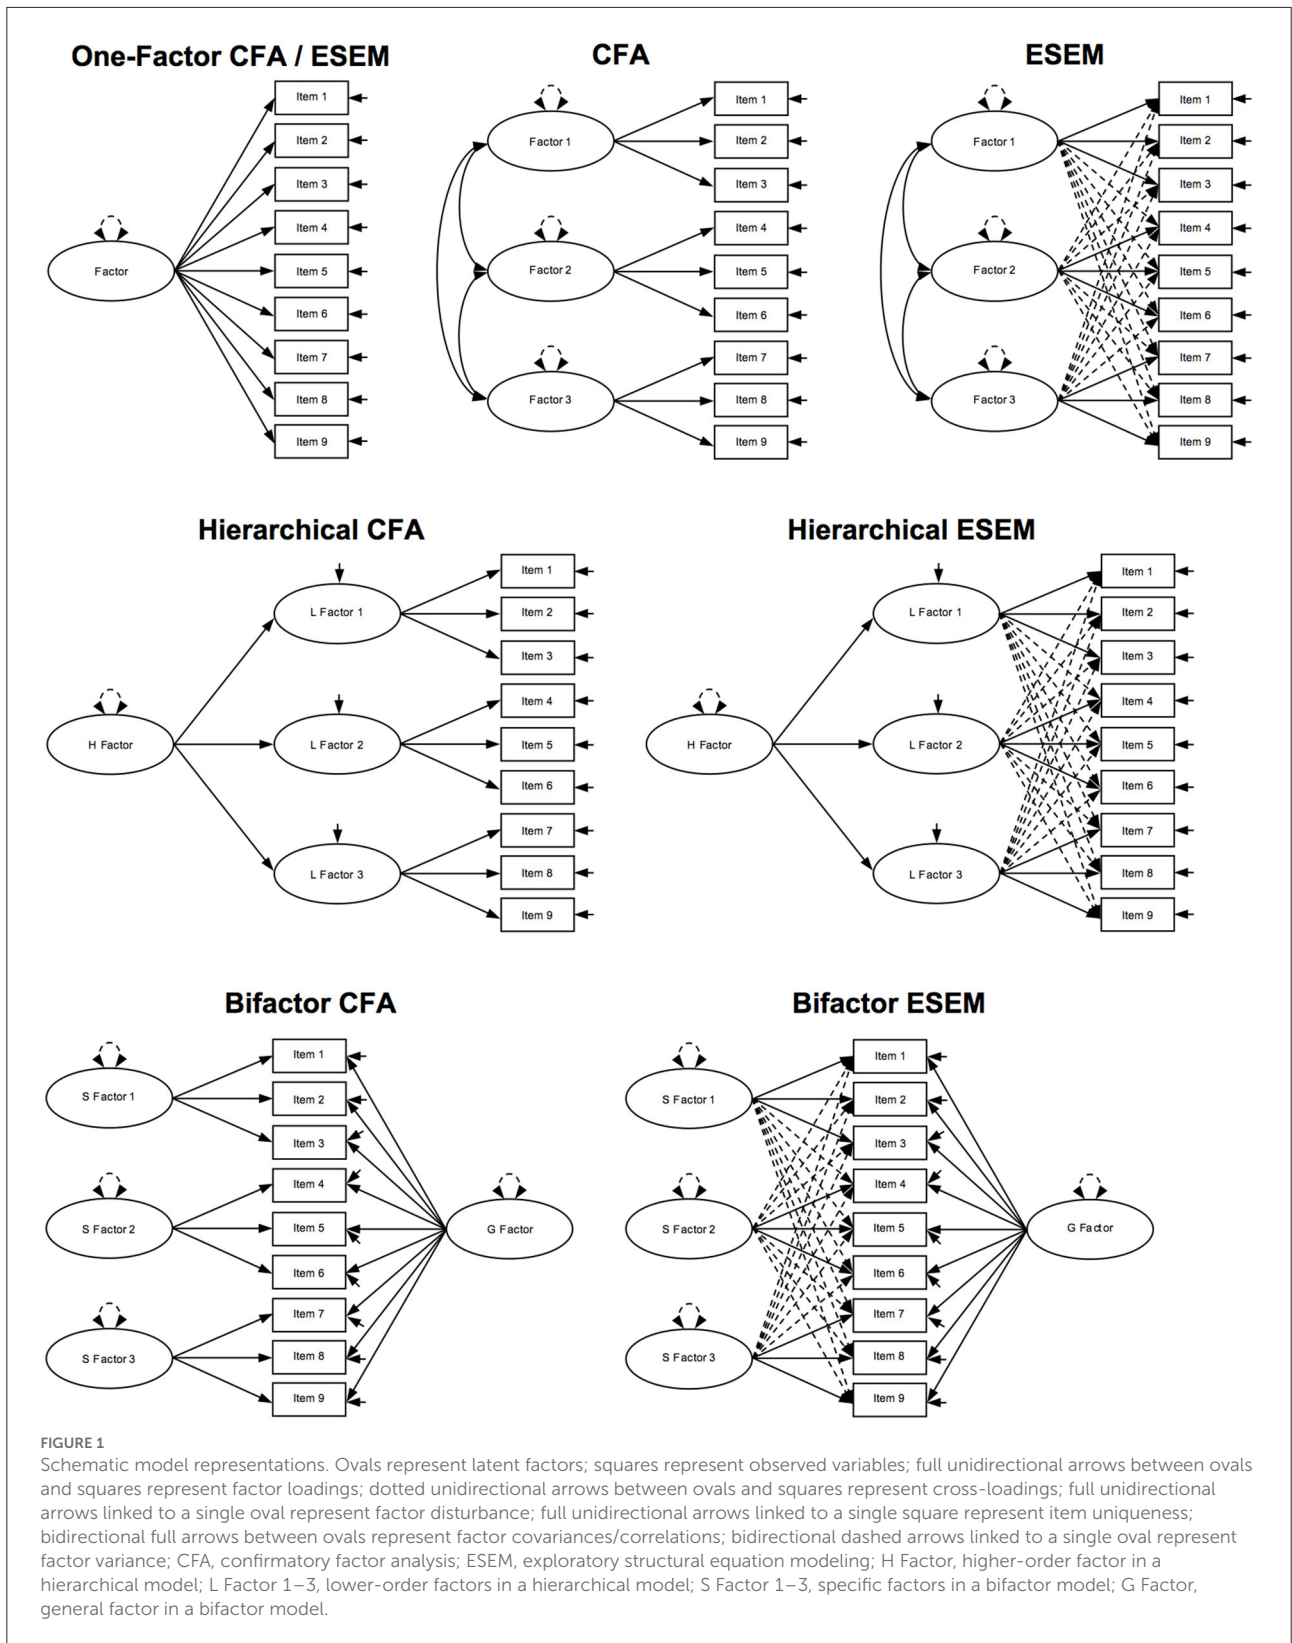 One-Factor CFA / ESEM
Item 1
Item 2
Item 3
Item 4
Item 5
Item 6
Item 7
Item 8
Item 9
Factor
CFA
Factor 1
Factor 2
Factor 3
Item 1
Item 2
Item 3
Item 4
Item 5
Item 6
Item 7
Item 8
Item 9
ESEM
Factor 1
Factor 2
Factor 3
Item 1
Item 2
Item 3
Item 4
Item 5
Item 6
Item 7
Item 8
Item 9
Hierarchical CFA
H Factor
L Factor 1
L Factor 2
L Factor 3
Item 1
Item 2
Item 3
Item 4
Item 5
Item 6
Item 7
Item 8
Item 9
Hierarchical ESEM
H Factor
L Factor 1
L Factor 2
L Factor 3
Item 1
Item 2
Item 3
Item 4
Item 5
Item 6
Item 7
Item 8
Item 9
Bifactor CFA
S Factor 1
S Factor 2
S Factor 3
Item 1
Item 2
Item 3
Item 4
Item 5
Item 6
Item 7
Item 8
Item 9
G Factor
Bifactor ESEM
S Factor 1
S Factor 2
S Factor 3
Item 1
Item 2
Item 3
Item 4
Item 5
Item 6
Item 7
Item 8
Item 9
G Factor
FIGURE 1
Schematic model representations. Ovals represent latent factors; squares represent observed variables; full unidirectional arrows between ovals
and squares represent factor loadings; dotted unidirectional arrows between ovals and squares represent cross-loadings; full unidirectional
arrows linked to a single oval represent factor disturbance; full unidirectional arrows linked to a single square represent item uniqueness;
bidirectional full arrows between ovals represent factor covariances/correlations; bidirectional dashed arrows linked to a single oval represent
factor variance; CFA, confirmatory factor analysis; ESEM, exploratory structural equation modeling; H Factor, higher-order factor in a
hierarchical model; L Factor 1–3, lower-order factors in a hierarchical model; S Factor 1–3, specific factors in a bifactor model; G Factor,
general factor in a bifactor model.